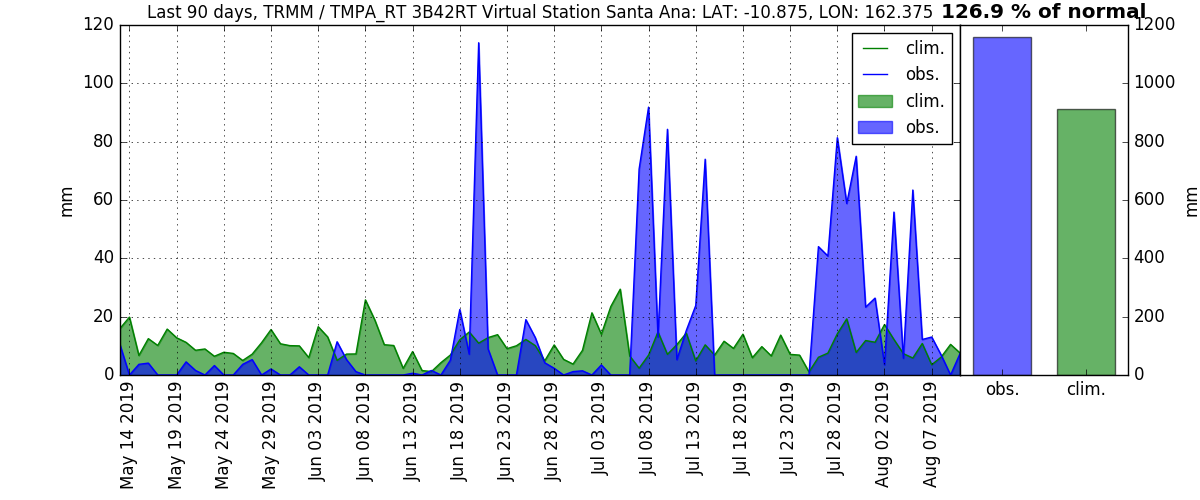 Last 90 days, TRMM / TMPA_RT 3B42RT Virtual Station Santa Ana: LAT: -10.875, LON: 162.375 126.9 % of normal
120 1200
100 1000
80 800
60 600
40 400
20 200
0 0
mm mm
clim.
obs.
clim.
obs.
obs. clim.
May 14 2019 May 19 2019 May 24 2019 May 29 2019 Jun 03 2019 Jun 08 2019 Jun 13 2019 Jun 18 2019 Jun 23 2019 Jun 28 2019 Jul 03 2019 Jul 08 2019 Jul 13 2019 Jul 18 2019 Jul 23 2019 Jul 28 2019 Aug 02 2019 Aug 07 2019